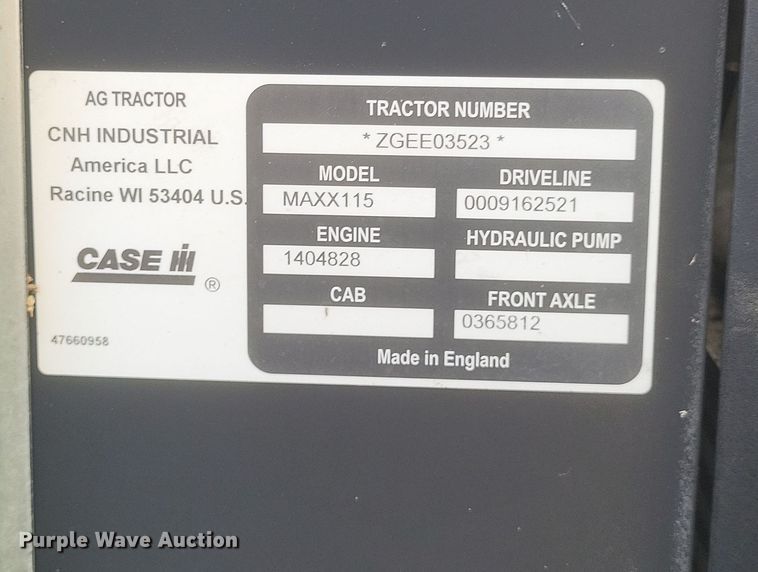 AG TRACTOR
CNH INDUSTRIAL
America LLC
Racine WI 53404 U.S.
CASE IH
®
47660958
TRACTOR NUMBER
* ZGEE03523 *
MODEL
MAXX115
DRIVELINE
0009162521
ENGINE
1404828
HYDRAULIC PUMP
CAB
FRONT AXLE
0365812
Made in England
Purple Wave Auction